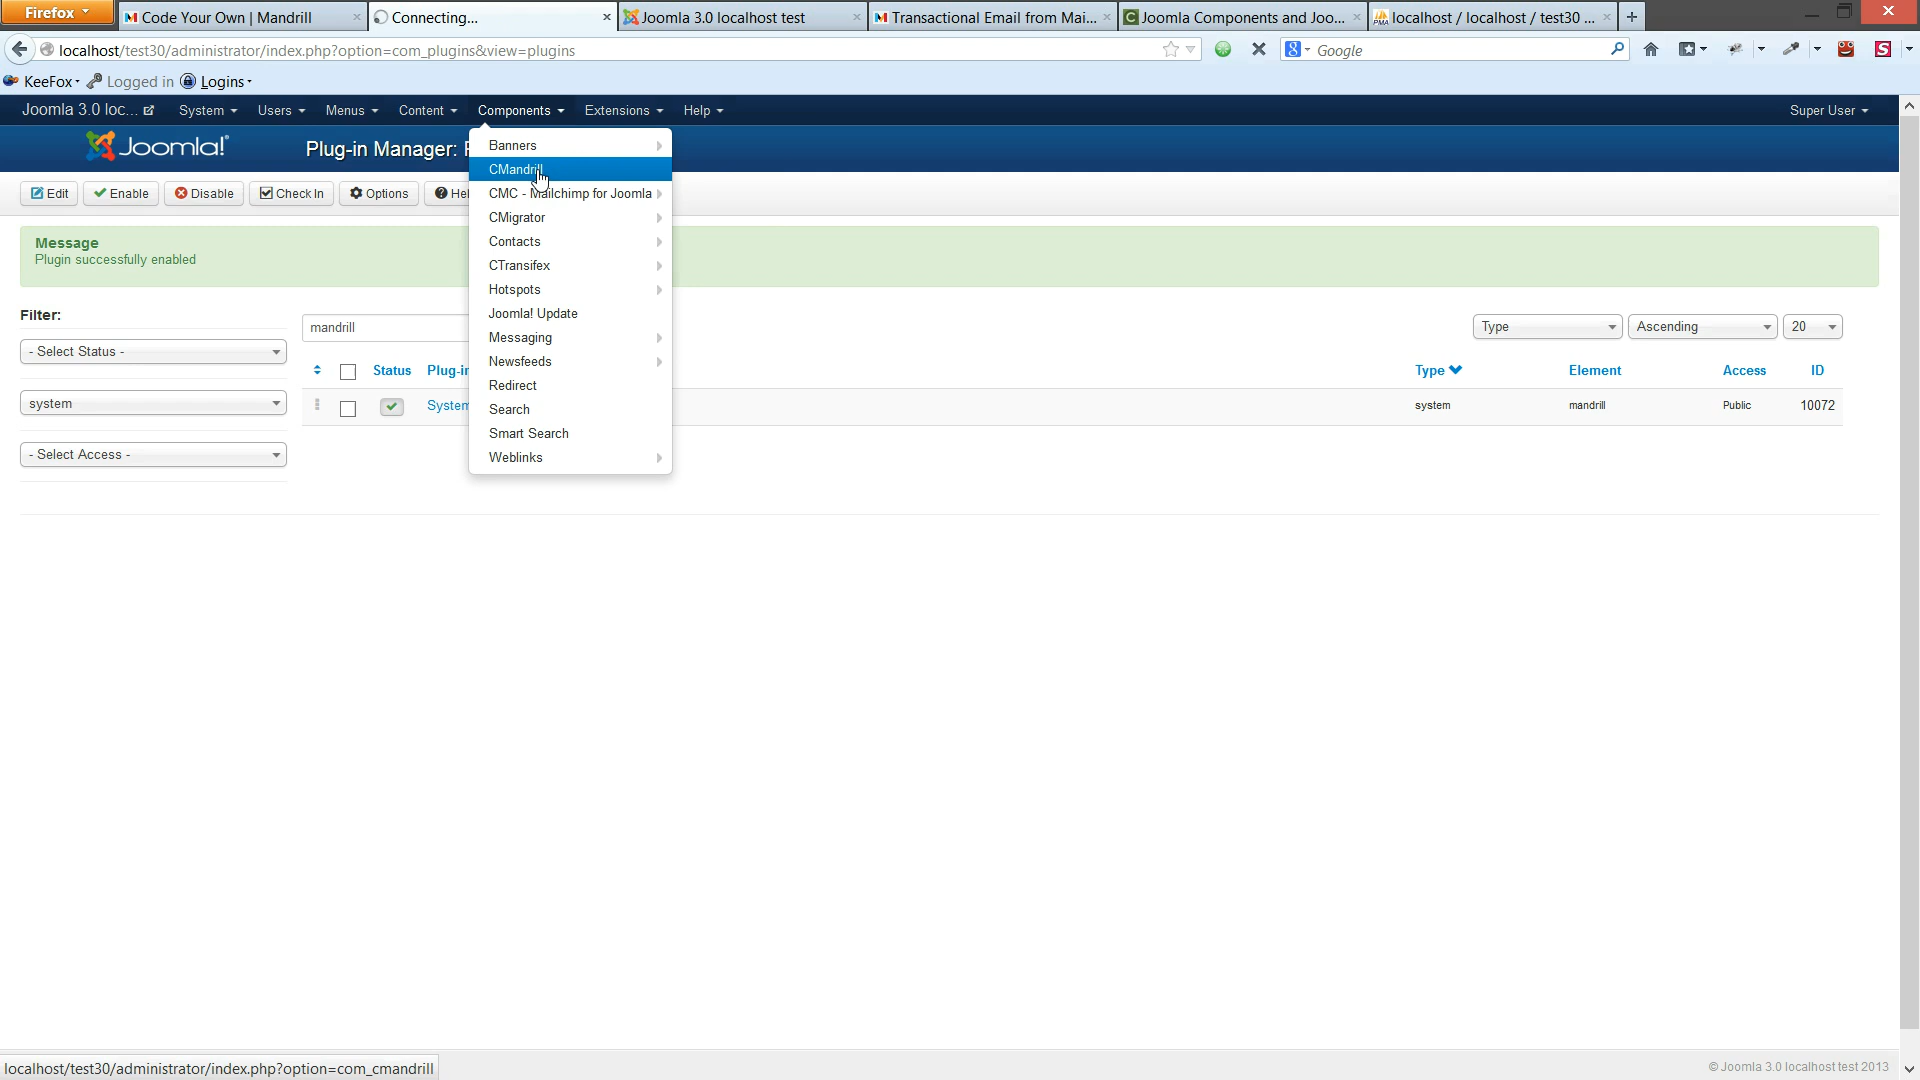 Firefox
Code Your Own | Mandrill
Connecting...
Joomla 3.0 localhost test
Transactional Email from Mai...
Joomla Components and Joo...
localhost / localhost / test30 ...
localhost/test30/administrator/index.php?option=com_plugins&view=plugins
Google
KeeFox
Logged in
Logins
Joomla 3.0 loc...
System
Users
Menus
Content
Components
Extensions
Help
Super User
Joomla!
Plug-in Manager:
Edit
Enable
Disable
Check In
Options
Banners
CMandrill
CMC - Mailchimp for Joomla
CMigrator
Contacts
CTransifex
Hotspots
Joomla! Update
Messaging
Newsfeeds
Redirect
Search
Smart Search
Weblinks
Message
Plugin successfully enabled
Filter:
- Select Status -
system
- Select Access -
mandrill
Type
Ascending
20
Status
Type
Element
Access
ID
System
system
mandrill
Public
10072
localhost/test30/administrator/index.php?option=com_cmandrill
© Joomla 3.0 localhost test 2013